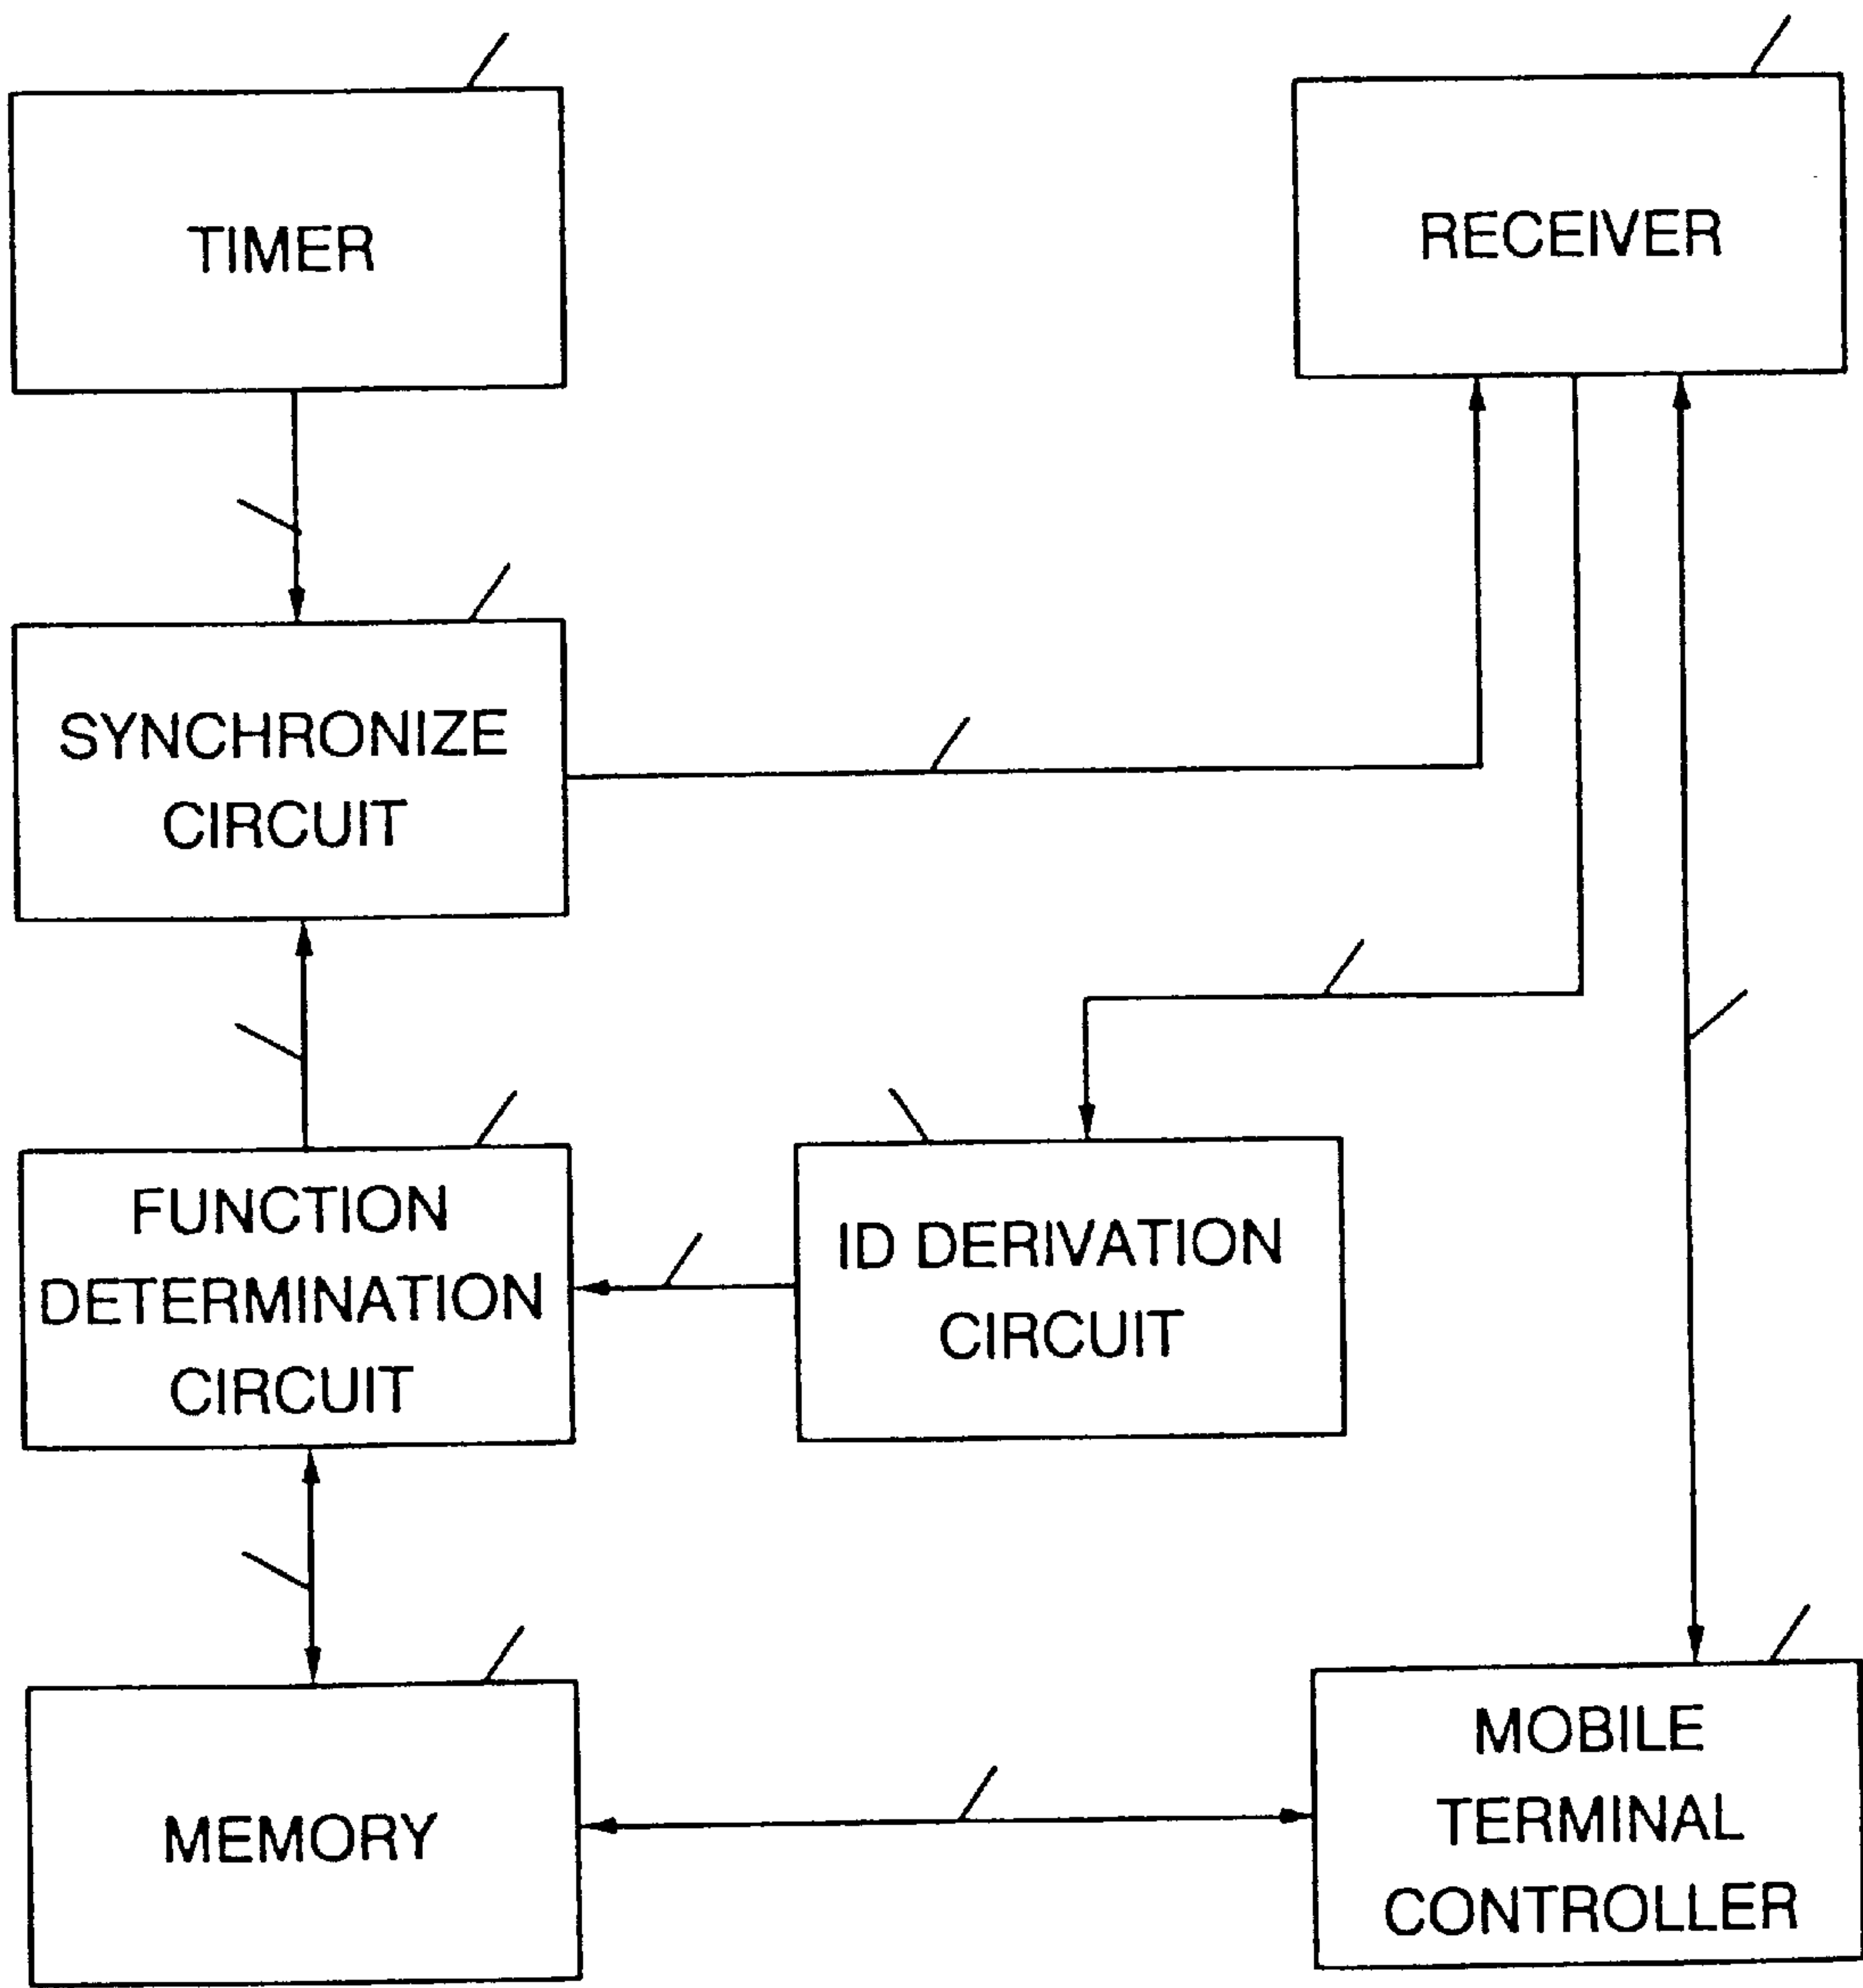 TIMER
RECEIVER
SYNCHRONIZE
CIRCUIT
FUNCTION
DETERMINATION
CIRCUIT
ID DERIVATION
CIRCUIT
MEMORY
MOBILE
TERMINAL
CONTROLLER